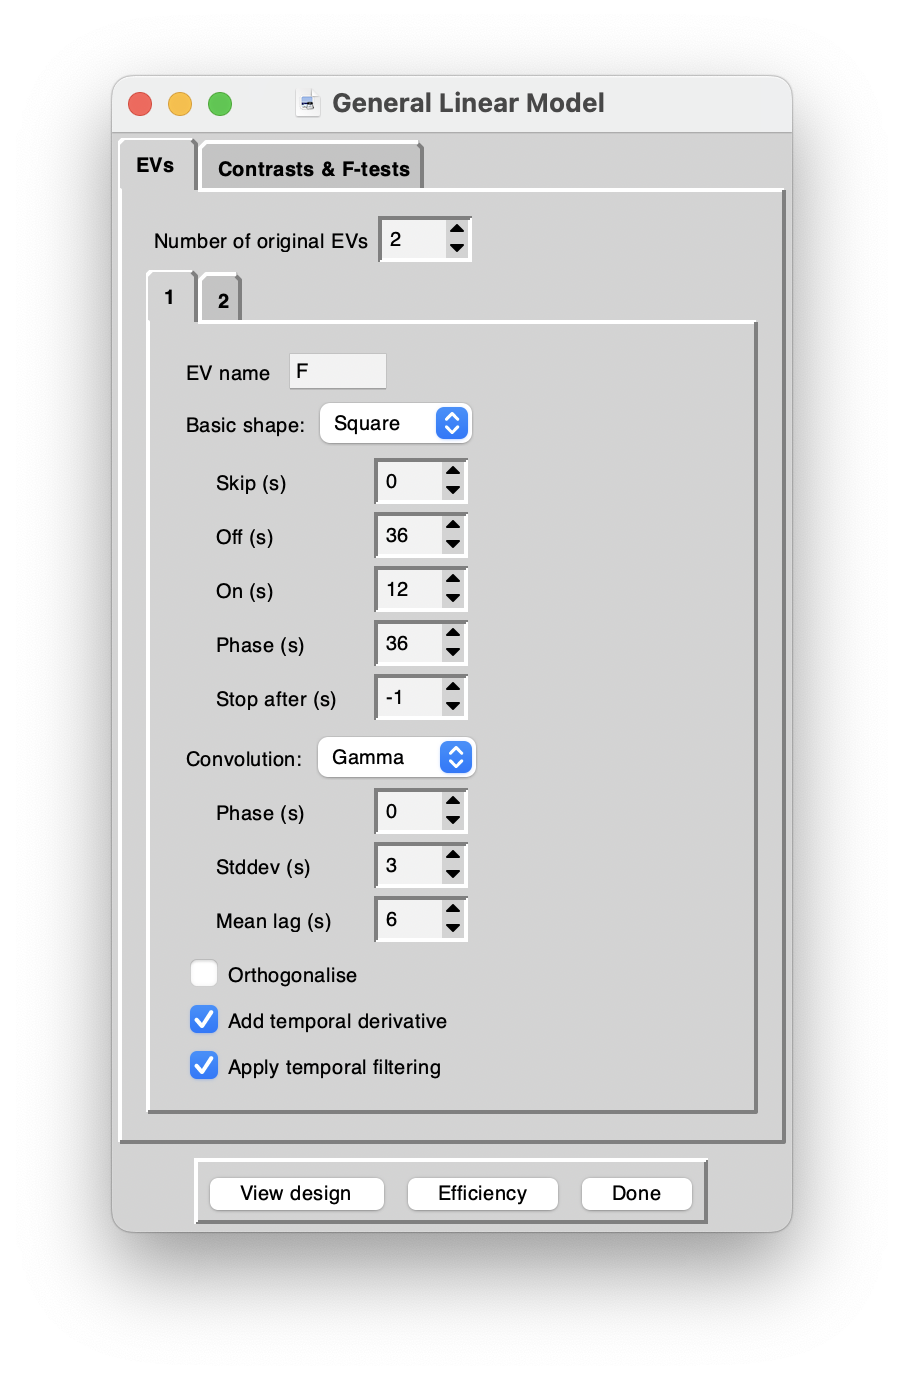 General Linear Model
EVs
Contrasts & F-tests
Number of original EVs 2
1
2
EV name F
Basic shape: Square
Skip (s) 0
Off (s) 36
On (s) 12
Phase (s) 36
Stop after (s) -1
Convolution: Gamma
Phase (s) 0
Stddev (s) 3
Mean lag (s) 6
Orthogonalise
Add temporal derivative
Apply temporal filtering
View design Efficiency Done